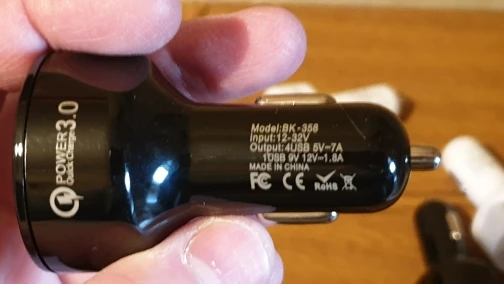 POWER 3.0
Quick Charge
Model:BK-358
Input:12-32V
Output:4USB 5V-7A
1USB 9V 12V-1.8A
MADE IN CHINA
FC CE RoHS